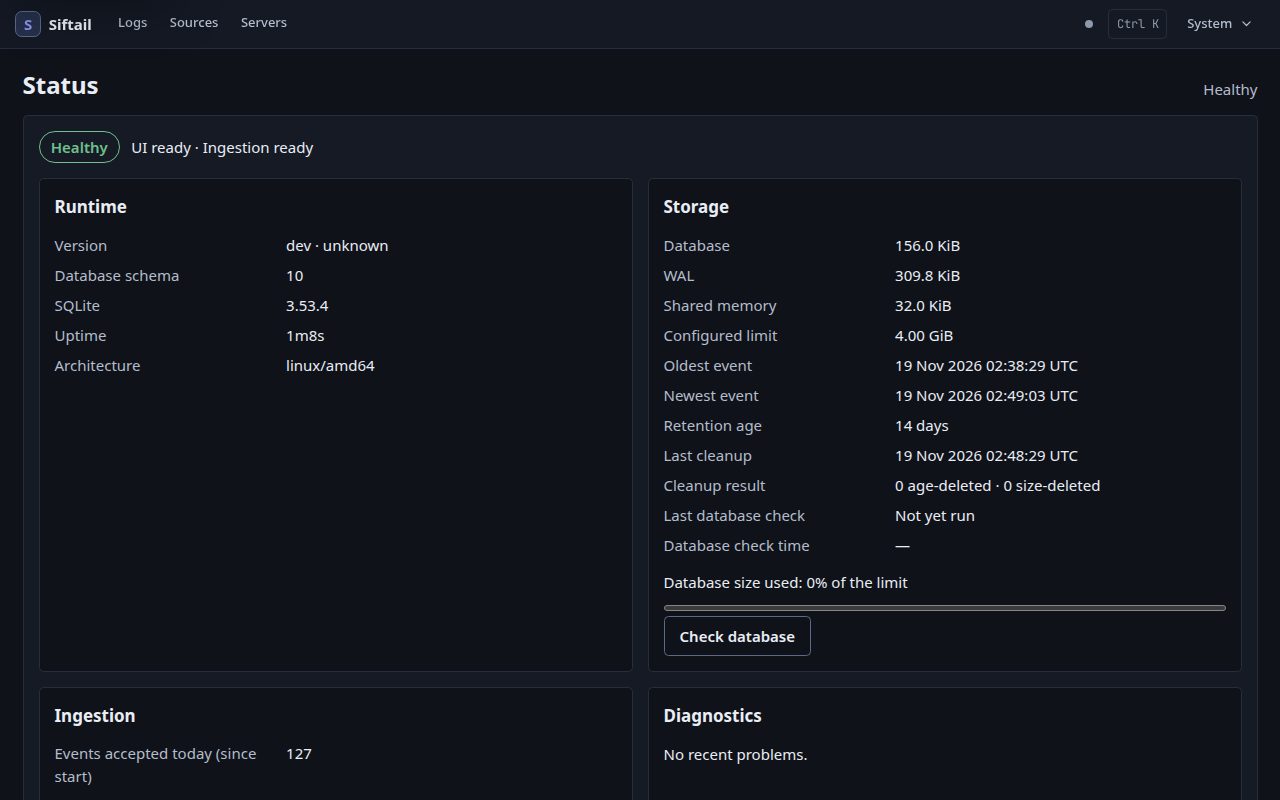 S Siftail Logs Sources Servers Ctrl K System
Status Healthy
Healthy UI ready · Ingestion ready
Runtime
Version dev · unknown
Database schema 10
SQLite 3.53.4
Uptime 1m8s
Architecture linux/amd64
Storage
Database 156.0 KiB
WAL 309.8 KiB
Shared memory 32.0 KiB
Configured limit 4.00 GiB
Oldest event 19 Nov 2026 02:38:29 UTC
Newest event 19 Nov 2026 02:49:03 UTC
Retention age 14 days
Last cleanup 19 Nov 2026 02:48:29 UTC
Cleanup result 0 age-deleted · 0 size-deleted
Last database check Not yet run
Database check time —
Database size used: 0% of the limit
Check database
Ingestion
Events accepted today (since 127
start)
Diagnostics
No recent problems.